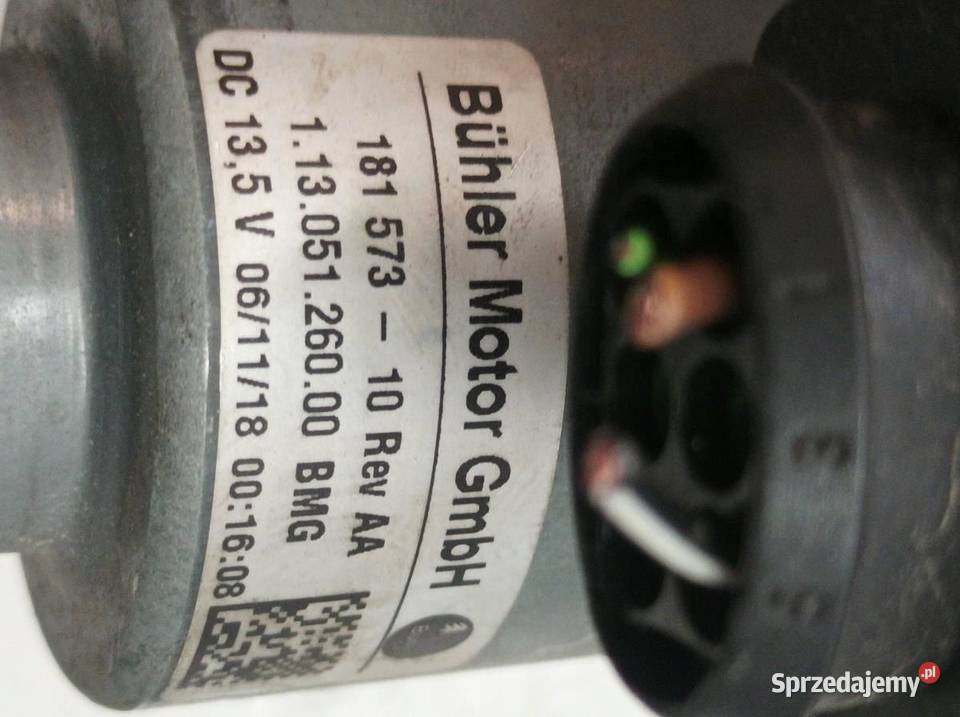 Bühler Motor GmbH
181 573 - 10 Rev AA
1.13.051.260.00 BMG
DC 13,5 V 06/11/18 00:16:08
Sprzedajemy.pl